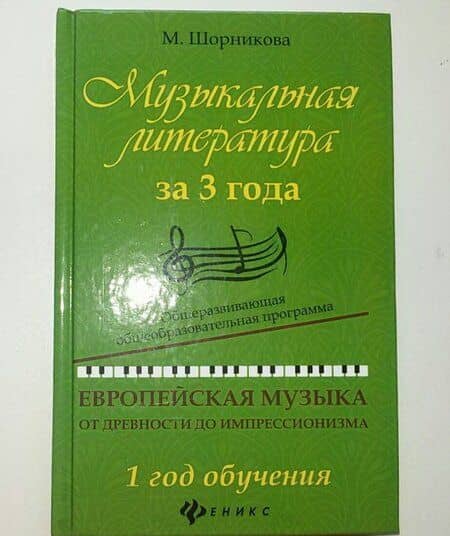 М. Шорникова
Музыкальная
литература
за 3 года
Общеразвивающая
общеобразовательная программа
ЕВРОПЕЙСКАЯ МУЗЫКА
ОТ ДРЕВНОСТИ ДО ИМПРЕССИОНИЗМА
1 год обучения
ФЕНИКС